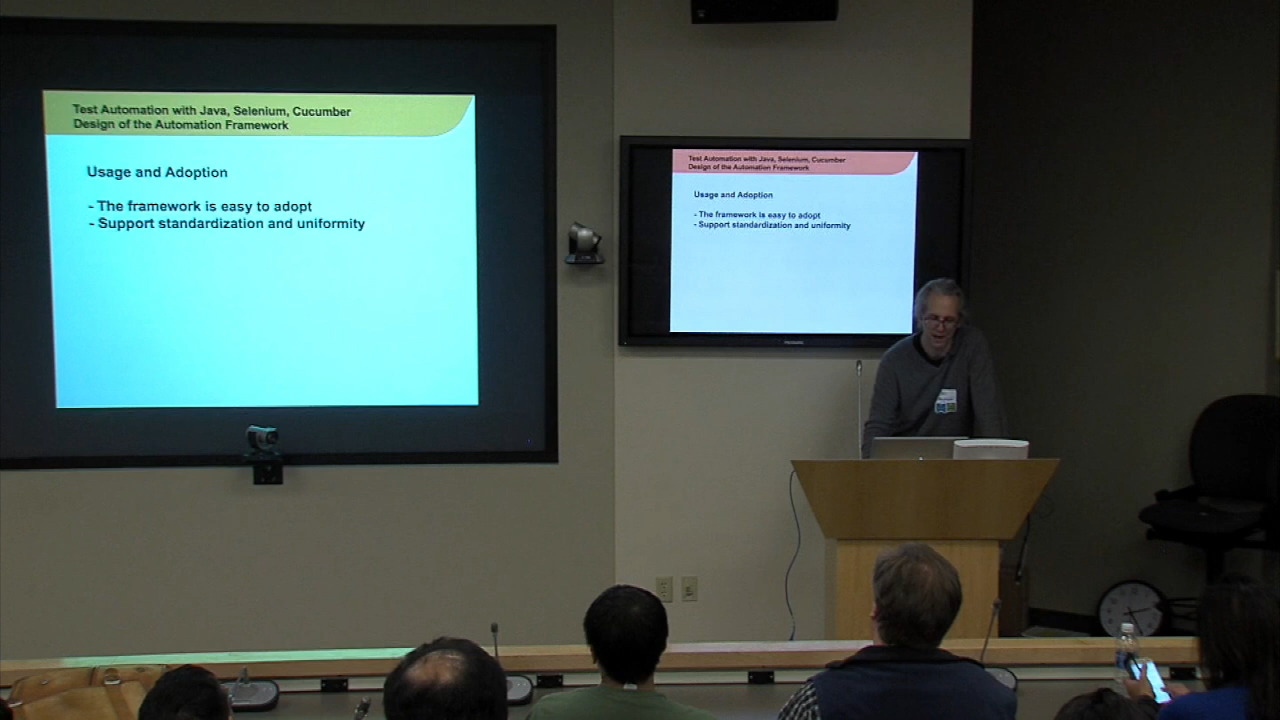 Test Automation with Java, Selenium, Cucumber
Design of the Automation Framework
Usage and Adoption
- The framework is easy to adopt
- Support standardization and uniformity
Test Automation with Java, Selenium, Cucumber
Design of the Automation Framework
Usage and Adoption
- The framework is easy to adopt
- Support standardization and uniformity